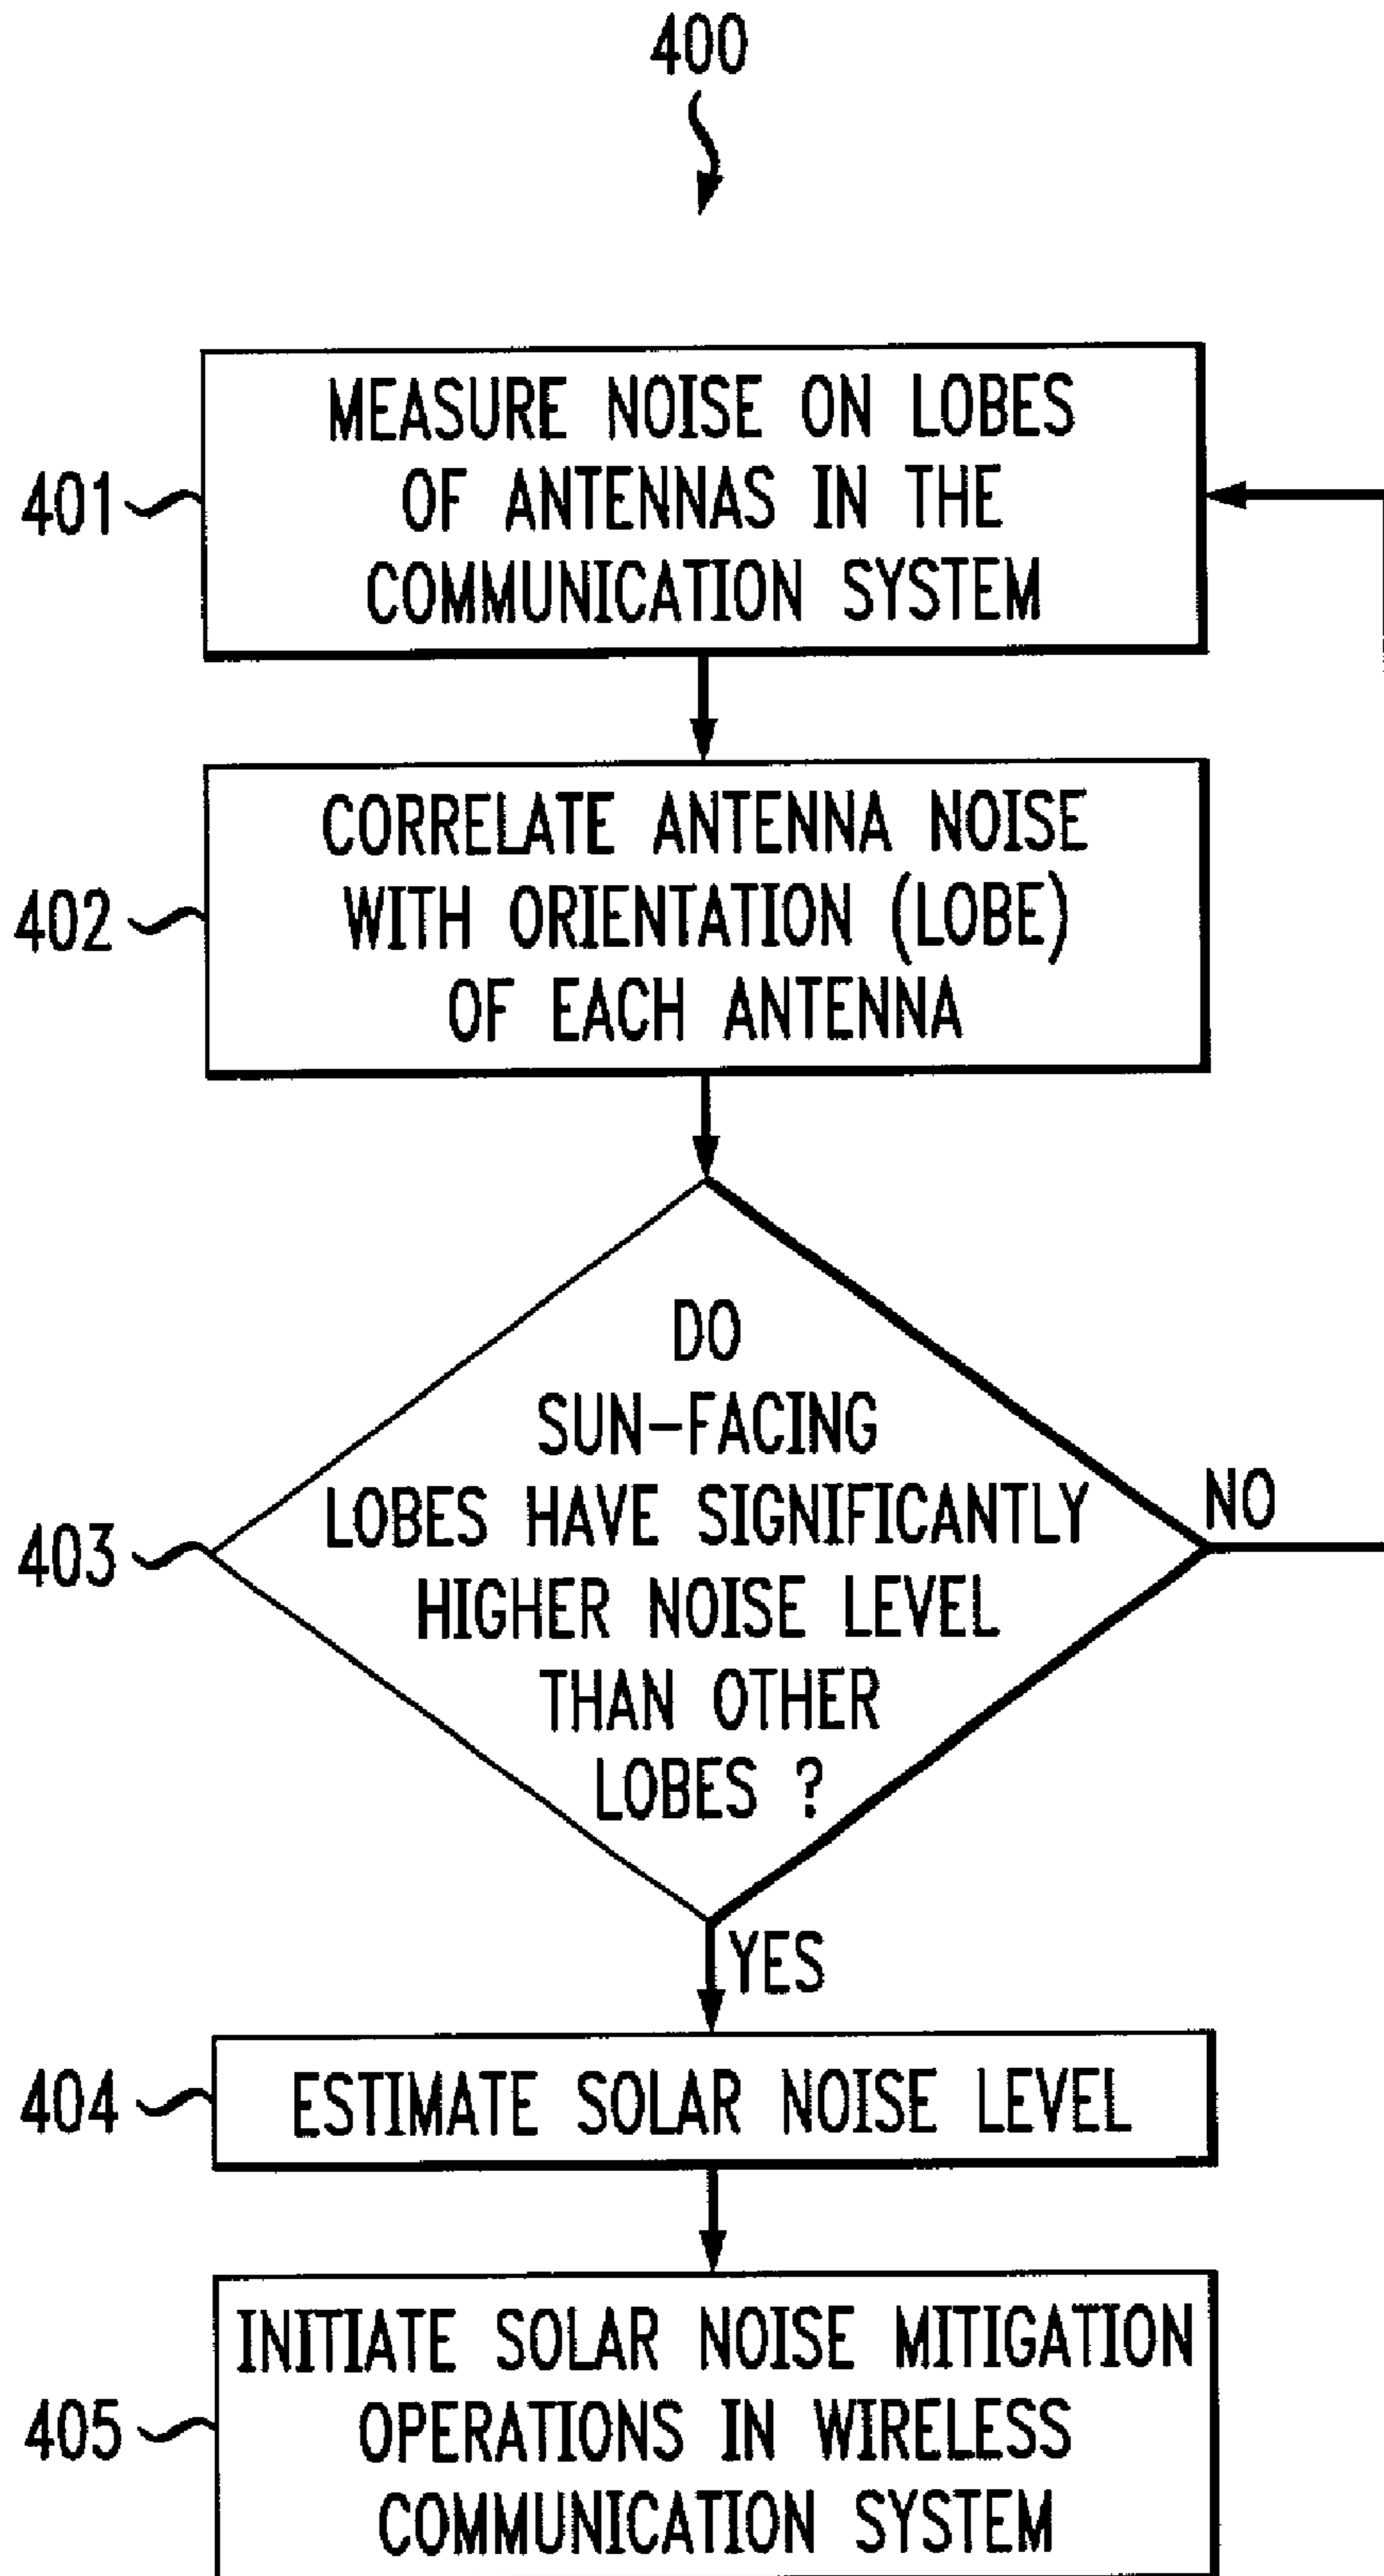 400
401
MEASURE NOISE ON LOBES
OF ANTENNAS IN THE
COMMUNICATION SYSTEM
402
CORRELATE ANTENNA NOISE
WITH ORIENTATION (LOBE)
OF EACH ANTENNA
403
DO
SUN-FACING
LOBES HAVE SIGNIFICANTLY
HIGHER NOISE LEVEL
THAN OTHER
LOBES ?
NO
YES
404
ESTIMATE SOLAR NOISE LEVEL
405
INITIATE SOLAR NOISE MITIGATION
OPERATIONS IN WIRELESS
COMMUNICATION SYSTEM